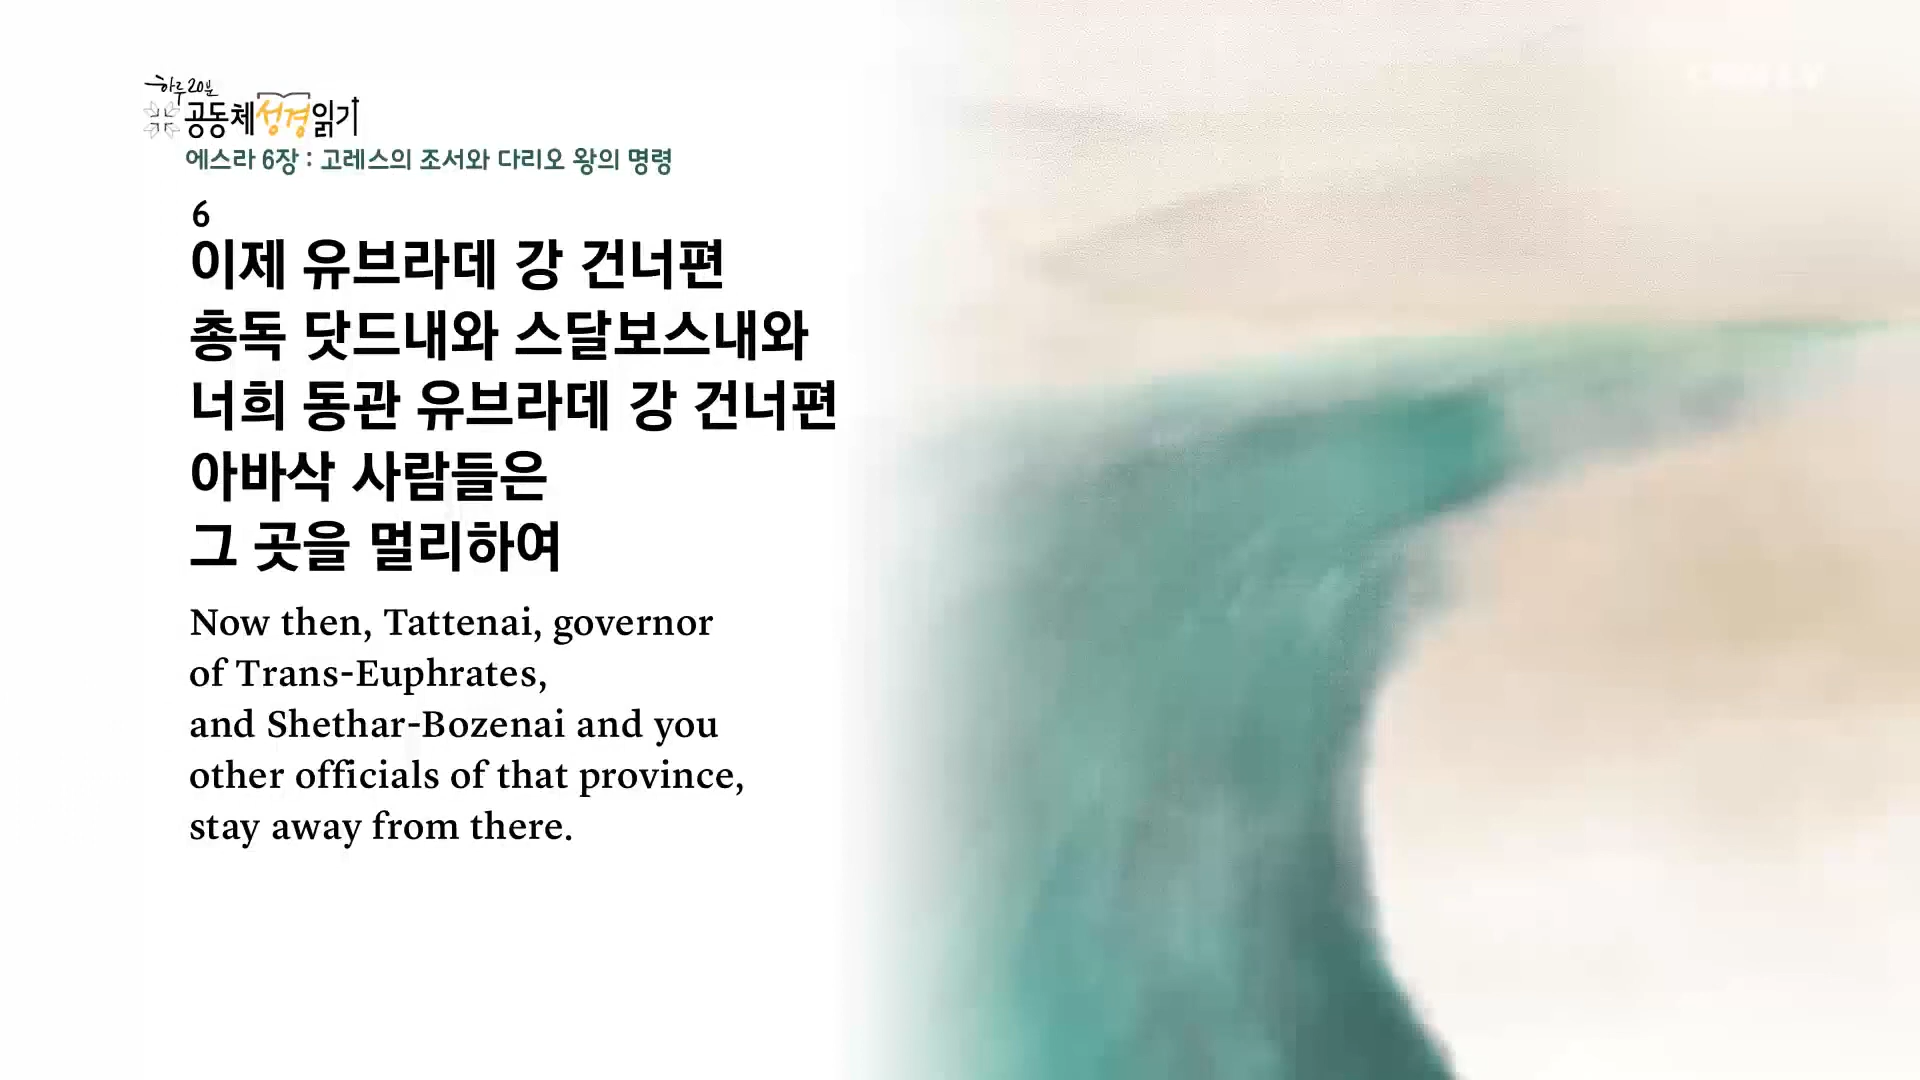 하루 20분
공동체성경읽기
에스라 6장 : 고레스의 조서와 다리오 왕의 명령
6
이제 유브라데 강 건너편
총독 닷드내와 스달보스내와
너희 동관 유브라데 강 건너편
아바삭 사람들은
그 곳을 멀리하여
Now then, Tattenai, governor
of Trans-Euphrates,
and Shethar-Bozenai and you
other officials of that province,
stay away from there.